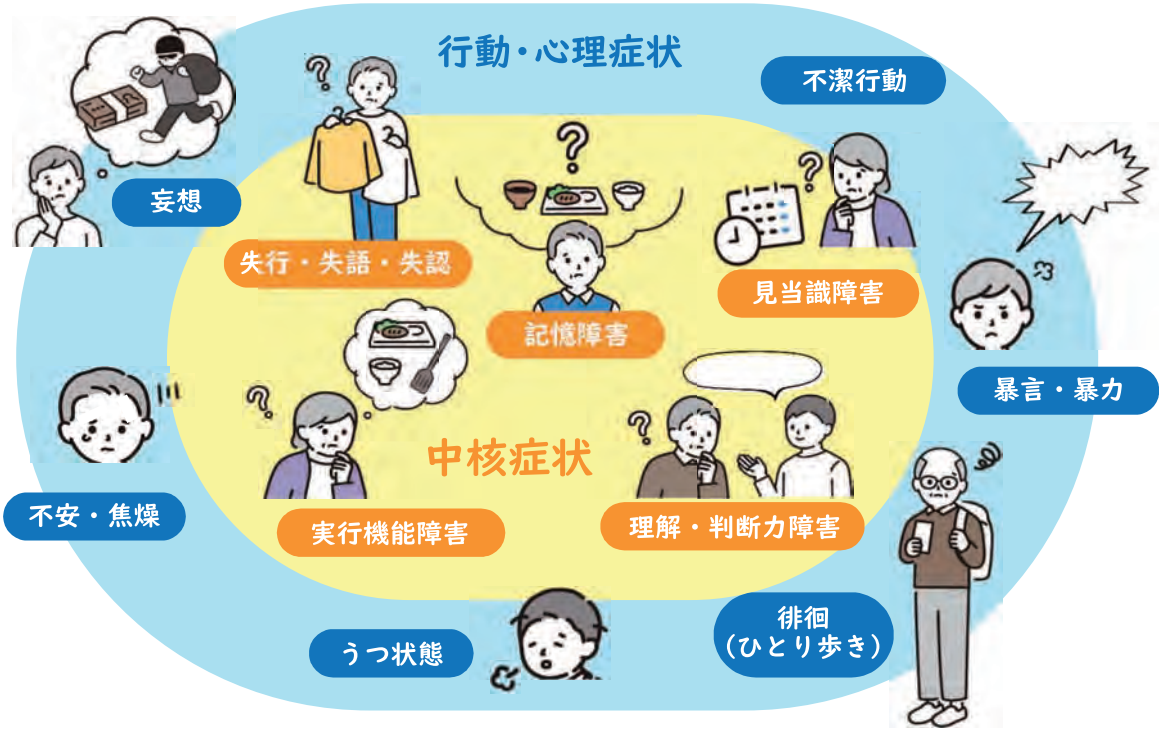 行動・心理症状
不潔行動
妄想
失行・失語・失認
見当識障害
記憶障害
暴言・暴力
中核症状
不安・焦燥
実行機能障害
理解・判断力障害
うつ状態
徘徊
(ひとり歩き)